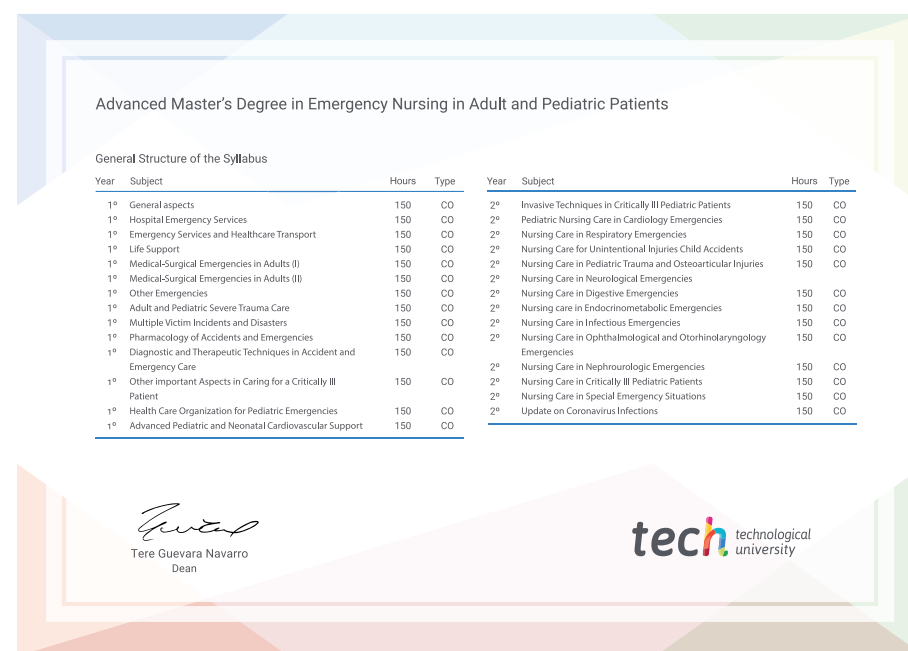 Advanced Master's Degree in Emergency Nursing in Adult and Pediatric Patients
General Structure of the Syllabus
Year Subject Hours Type
1º General aspects 150 CO
1º Hospital Emergency Services 150 CO
1º Emergency Services and Healthcare Transport 150 CO
1º Life Support 150 CO
1º Medical-Surgical Emergencies in Adults (I) 150 CO
1º Medical-Surgical Emergencies in Adults (II) 150 CO
1º Other Emergencies 150 CO
1º Adult and Pediatric Severe Trauma Care 150 CO
1º Multiple Victim Incidents and Disasters 150 CO
1º Pharmacology of Accidents and Emergencies 150 CO
1º Diagnostic and Therapeutic Techniques in Accident and 150 CO
Emergency Care
1º Other important Aspects in Caring for a Critically Ill 150 CO
Patient
1º Health Care Organization for Pediatric Emergencies 150 CO
1º Advanced Pediatric and Neonatal Cardiovascular Support 150 CO
Year Subject Hours Type
2º Invasive Techniques in Critically Ill Pediatric Patients 150 CO
2º Pediatric Nursing Care in Cardiology Emergencies 150 CO
2º Nursing Care in Respiratory Emergencies 150 CO
2º Nursing Care for Unintentional Injuries Child Accidents 150 CO
2º Nursing Care in Pediatric Trauma and Osteoarticular Injuries 150 CO
2º Nursing Care in Neurological Emergencies
2º Nursing Care in Digestive Emergencies 150 CO
2º Nursing care in Endocrinometabolic Emergencies 150 CO
2º Nursing Care in Infectious Emergencies 150 CO
2º Nursing Care in Ophthalmological and Otorhinolaryngology 150 CO
Emergencies
2º Nursing Care in Nephrourologic Emergencies 150 CO
2º Nursing Care in Critically Ill Pediatric Patients 150 CO
2º Nursing Care in Special Emergency Situations 150 CO
2º Update on Coronavirus Infections 150 CO
Tere Guevara Navarro
Dean
tech technological
university